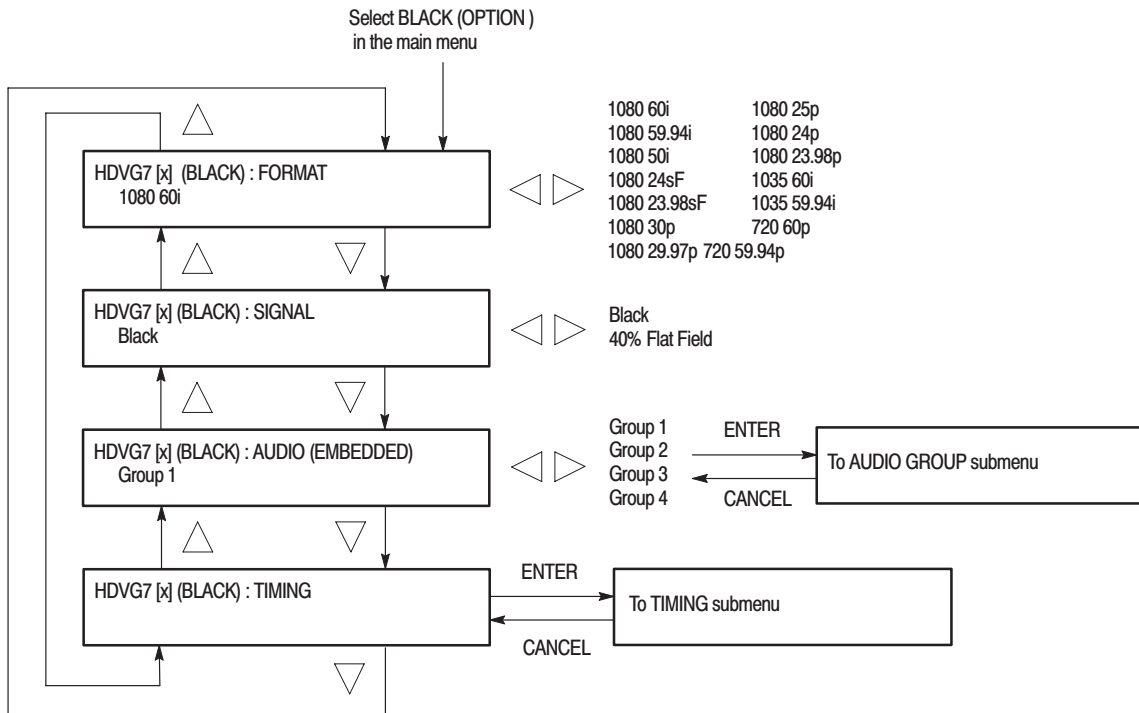 Select BLACK (OPTION )
in the main menu
HDVG7 [x] (BLACK) : FORMAT
1080 60i
1080 60i 1080 25p
1080 59.94i 1080 24p
1080 50i 1080 23.98p
1080 24sF 1035 60i
1080 23.98sF 1035 59.94i
1080 30p 720 60p
1080 29.97p 720 59.94p
HDVG7 [x] (BLACK) : SIGNAL
Black
Black
40% Flat Field
HDVG7 [x] (BLACK) : AUDIO (EMBEDDED)
Group 1
Group 1
Group 2
Group 3
Group 4
ENTER
CANCEL
To AUDIO GROUP submenu
HDVG7 [x] (BLACK) : TIMING
ENTER
CANCEL
To TIMING submenu